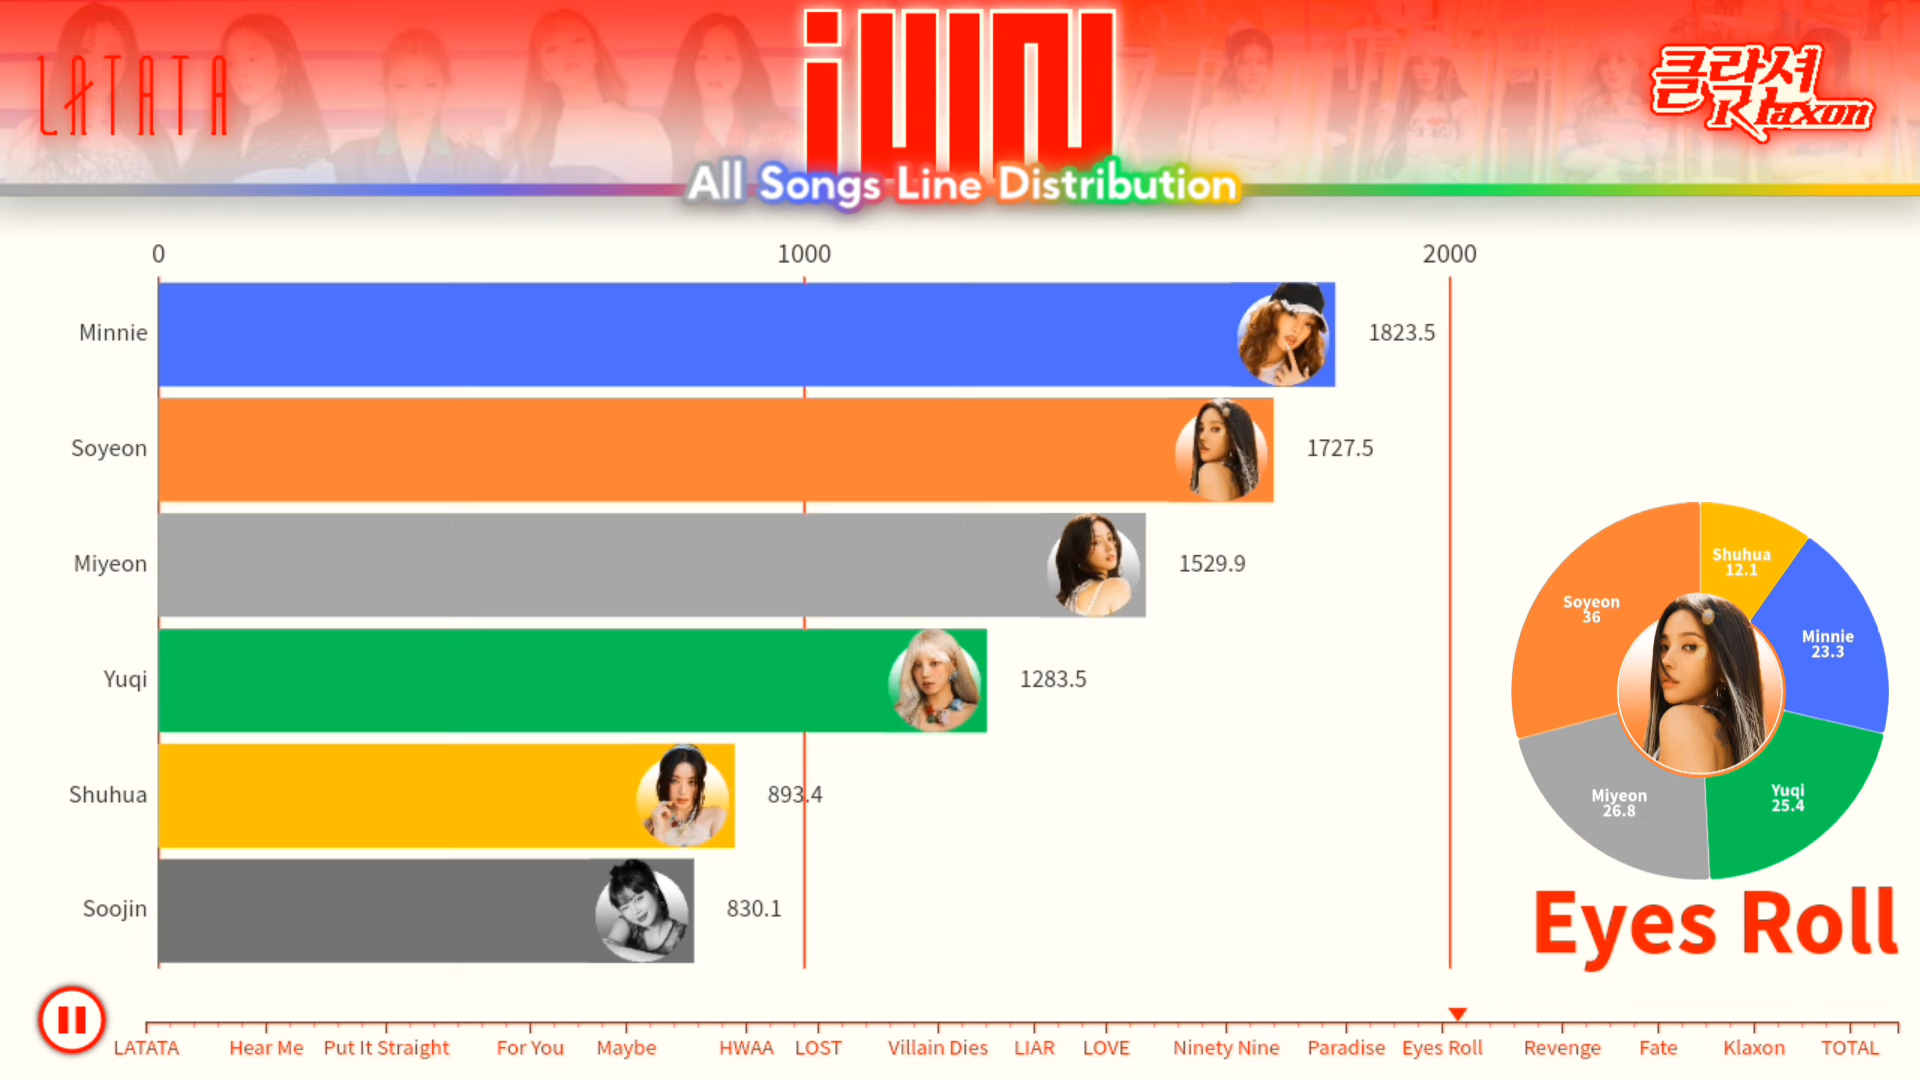 LATATA
i-dle
클락션
Klaxon
All Songs Line Distribution
0 1000 2000
Minnie 1823.5
Soyeon 1727.5
Miyeon 1529.9
Yuqi 1283.5
Shuhua 893.4
Soojin 830.1
Shuhua
12.1
Soyeon
36
Minnie
23.3
Miyeon
26.8
Yuqi
25.4
Eyes Roll
LATATA Hear Me Put It Straight For You Maybe HWAA LOST Villain Dies LIAR LOVE Ninety Nine Paradise Eyes Roll Revenge Fate Klaxon TOTAL